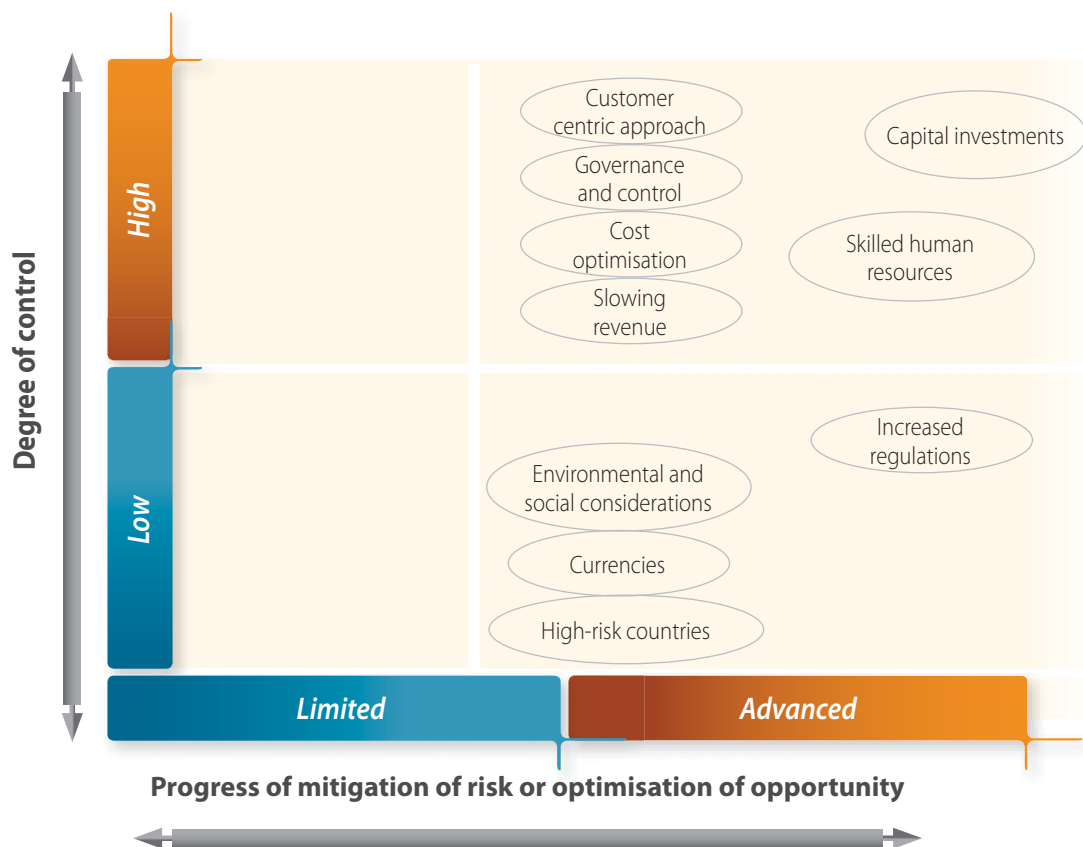 Degree of control
High
Low
Customer
centric approach
Governance
and control
Cost
optimisation
Slowing
revenue
Capital investments
Skilled human
resources
Increased
regulations
Environmental and
social considerations
Currencies
High-risk countries
Limited
Advanced
Progress of mitigation of risk or optimisation of opportunity